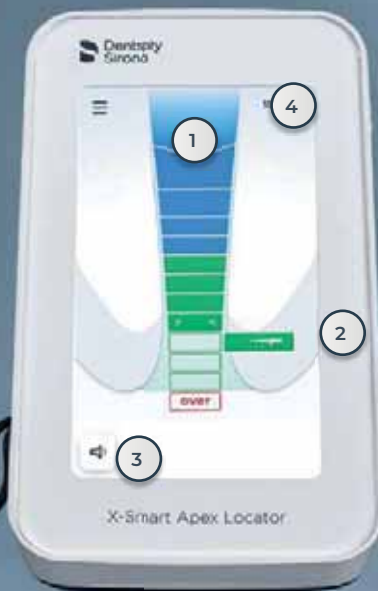 Dentsply
Sirona
4
1
2
over
3
X-Smart Apex Locator